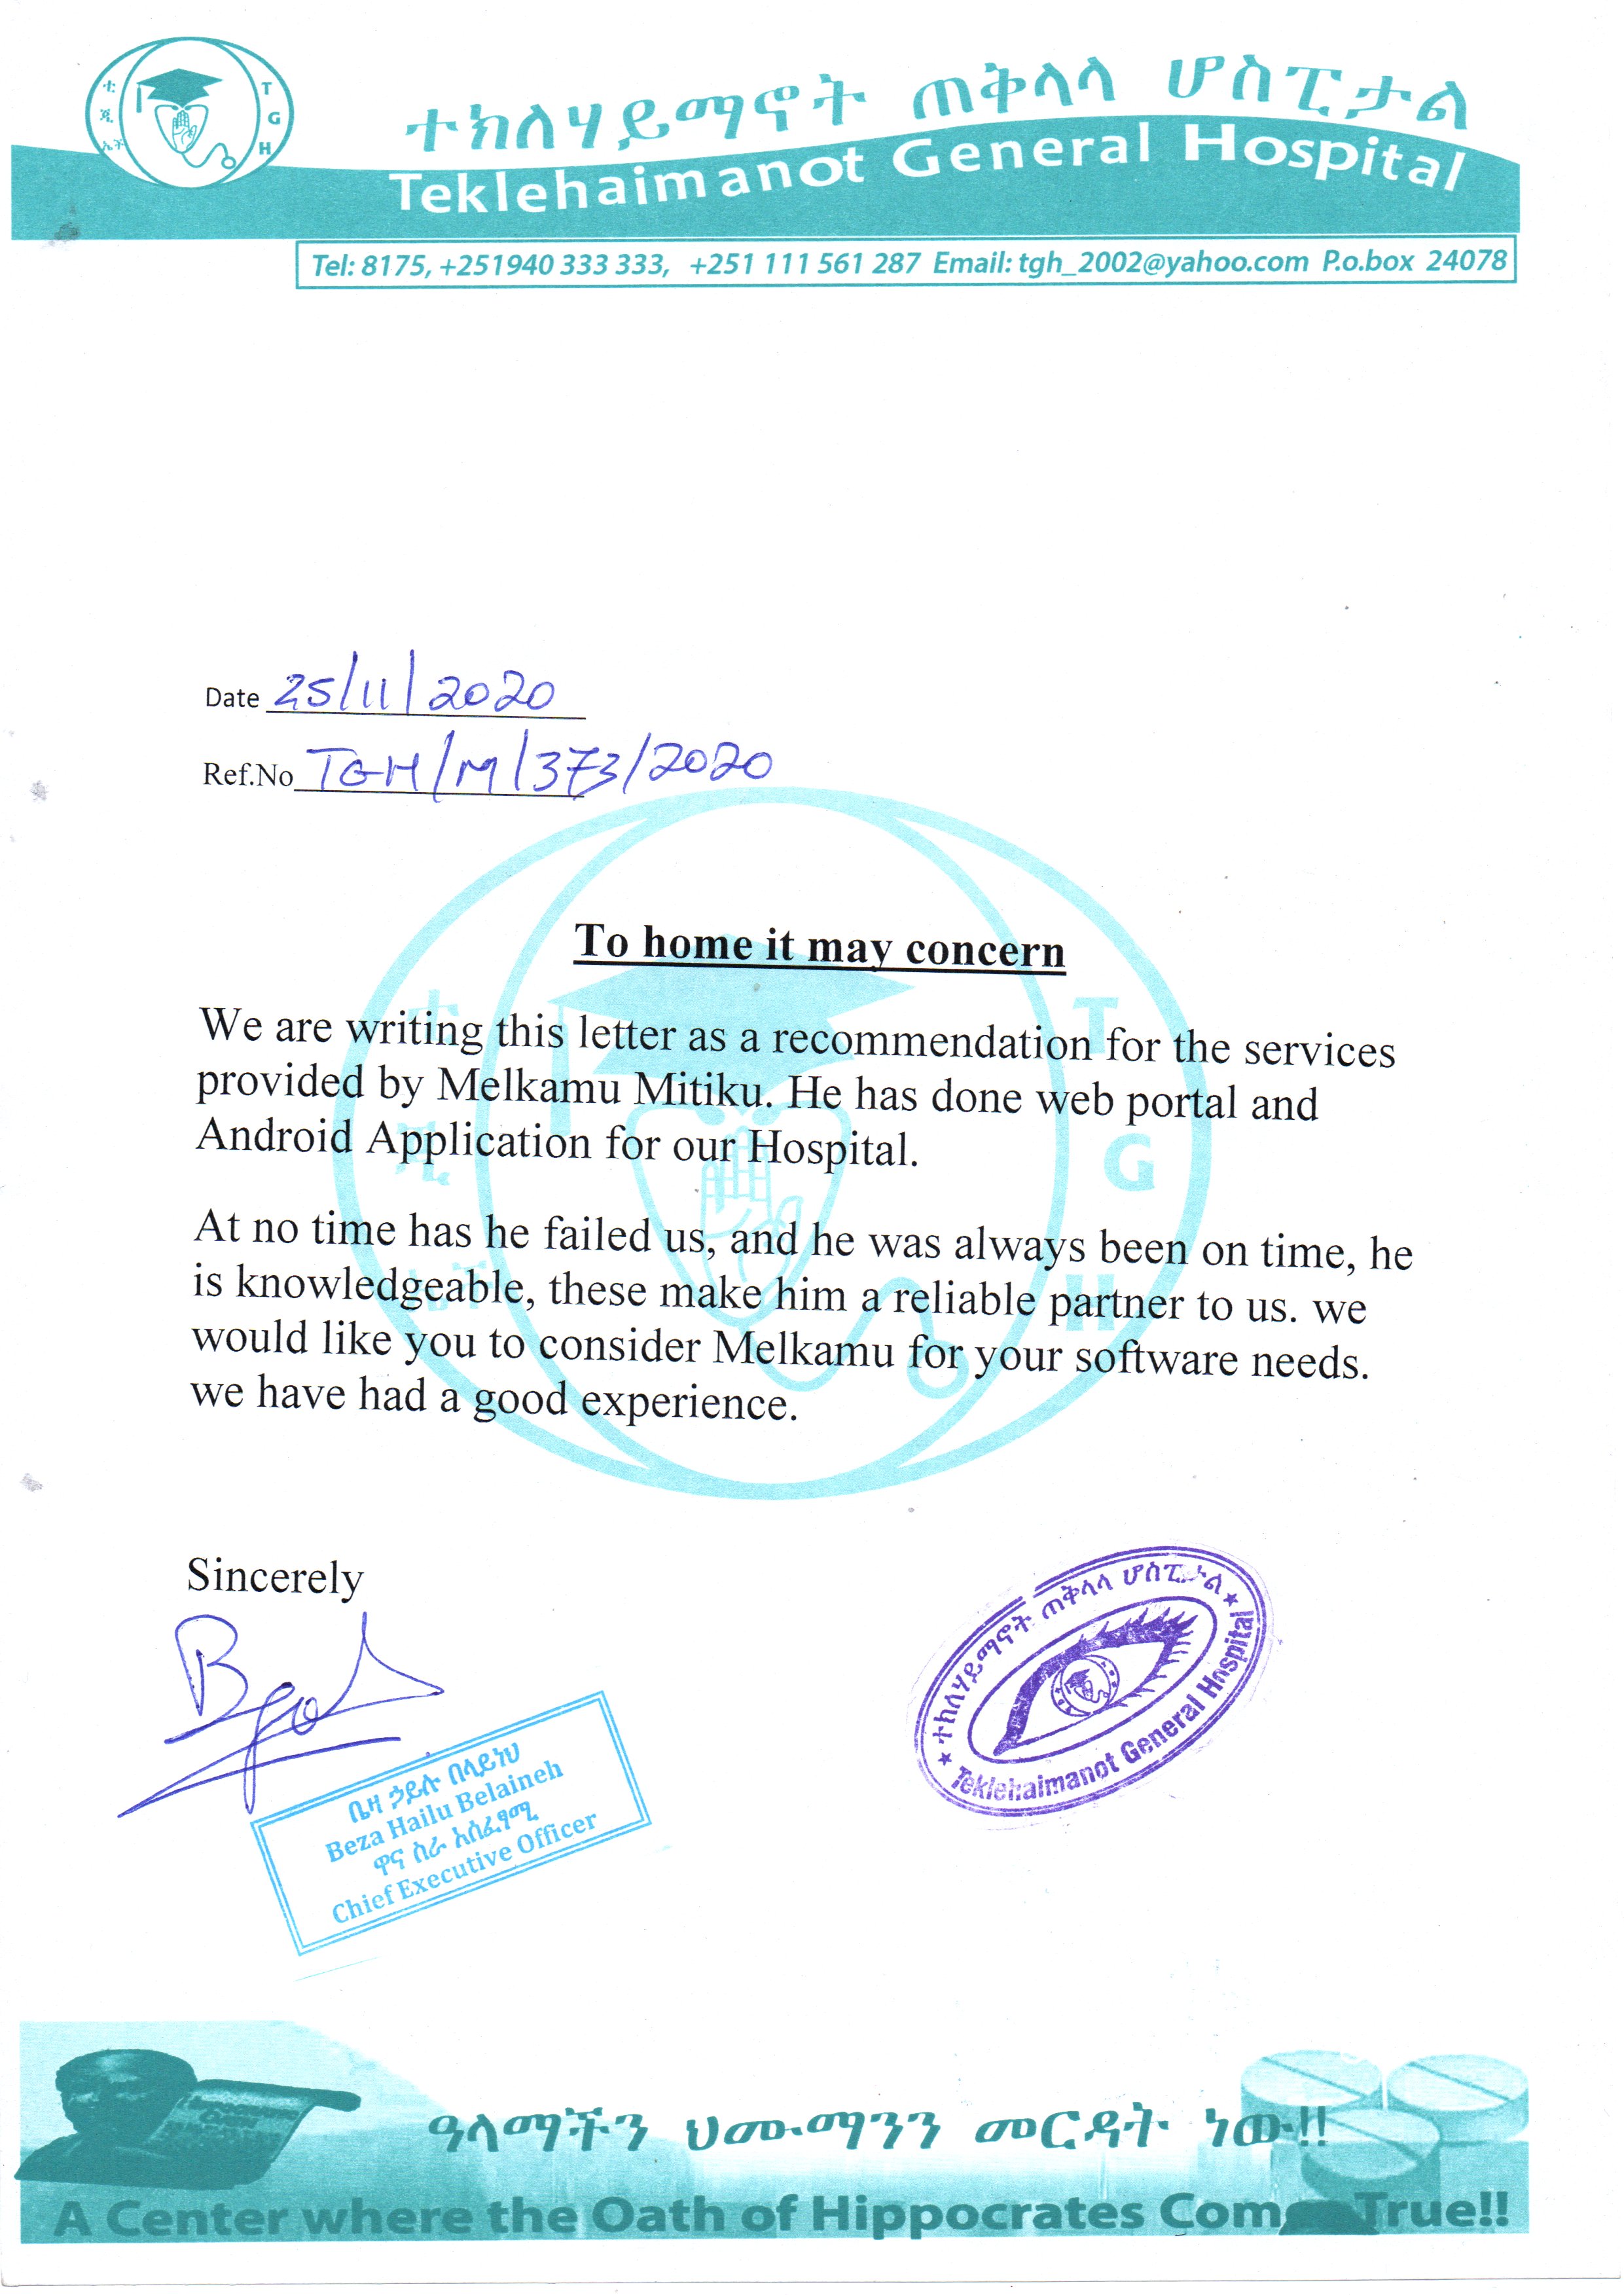 ተክለሃይማኖት ጠቅላላ ሆስፒታል
Teklehaimanot General Hospital
ቲ
ጂ
ኤች
T
G
H
Tel: 8175, +251940 333 333, +251 111 561 287 Email: tgh_2002@yahoo.com P.o.box 24078
Date 25/11/2020
Ref.No TGH/M/373/2020
To home it may concern
We are writing this letter as a recommendation for the services
provided by Melkamu Mitiku. He has done web portal and
Android Application for our Hospital.
At no time has he failed us, and he was always been on time, he
is knowledgeable, these make him a reliable partner to us. we
would like you to consider Melkamu for your software needs.
we have had a good experience.
T
G
H
Sincerely
ቤዛ ኃይሉ በላይነህ
Beza Hailu Belaineh
ዋና ስራ አስፈፃሚ
Chief Executive Officer
ተክለሃይማኖት ጠቅላላ ሆስፒታል
Teklehaimanot General Hospital
ዓላማችን ህሙማንን መርዳት ነው!!
A Center where the Oath of Hippocrates Com True!!